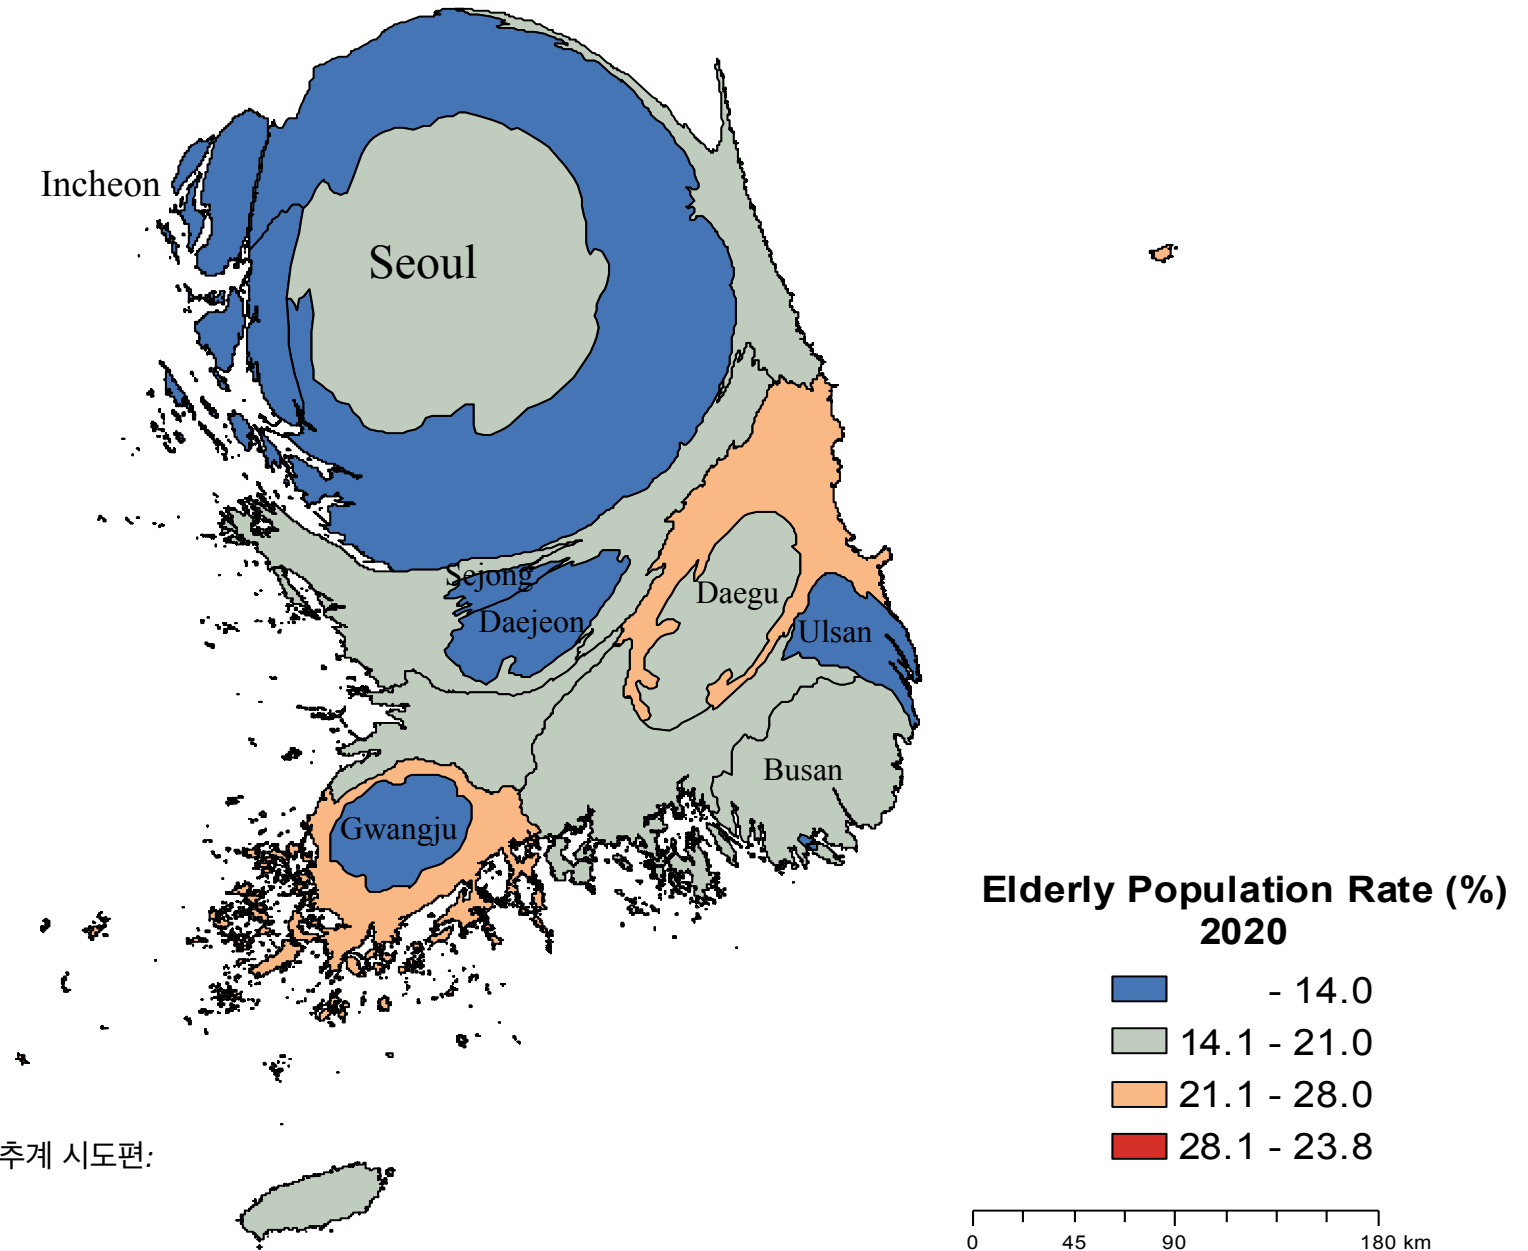 Incheon
Seoul
Sejong
Daejeon
Daegu
Ulsan
Busan
Gwangju
Elderly Population Rate (%)
2020
- 14.0
14.1 - 21.0
21.1 - 28.0
28.1 - 23.8
추계 시도편:
0 45 90 180 km